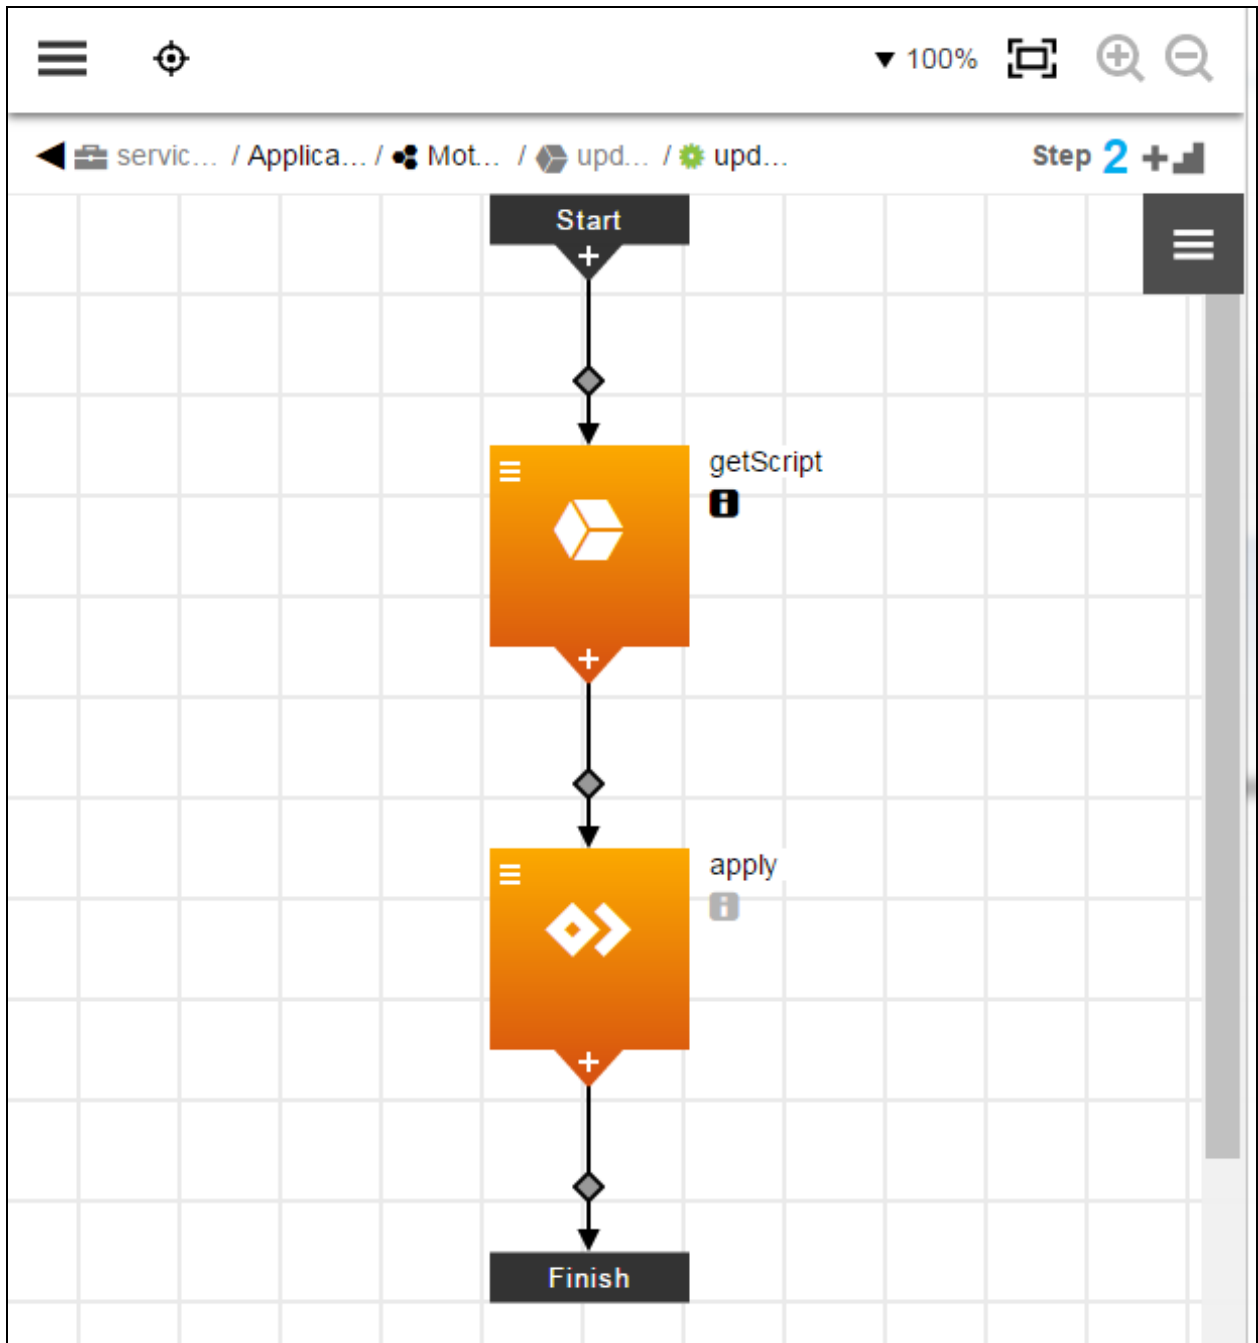 100%
servic... / Applica... / Mot... / upd... / upd...
Step 2
Start
getScript
apply
Finish